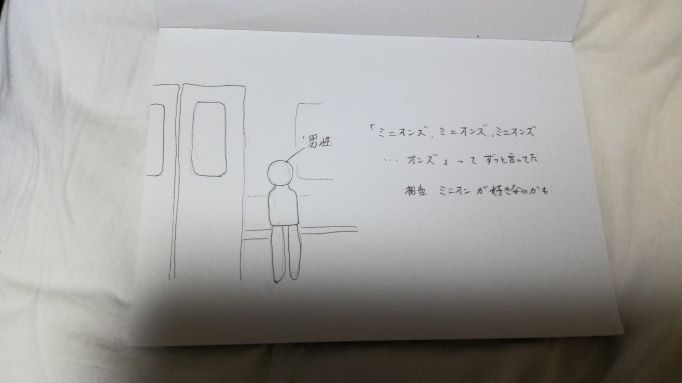 男性
「ミニオンズ、ミニオンズ、ミニオンズ
… オンズ」って ずっと言ってた
相当 ミニオンが好きなのかも